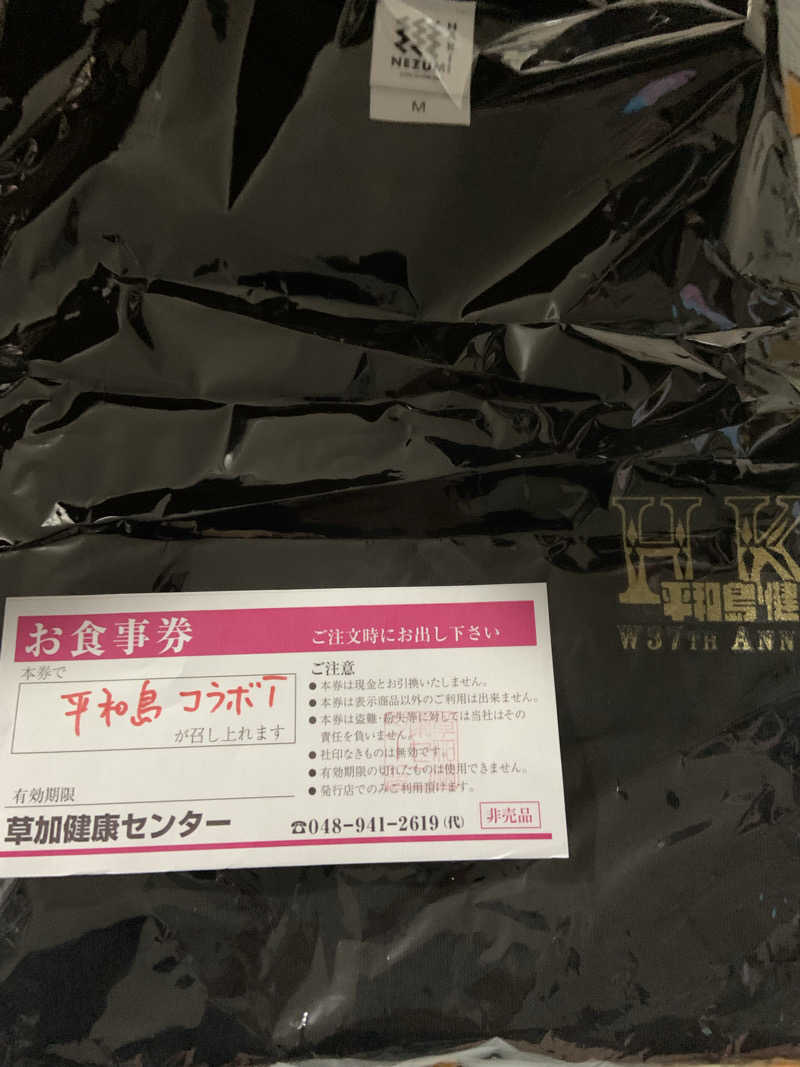 NEZUMI
M
HK
平和島健
W37TH ANN
お食事券
ご注文時にお出し下さい
本券で
平和島 コラボT
が召し上れます
ご注意
●本券は現金とお引換いたしません。
●本券は表示商品以外のご利用は出来ません。
●本券は盗難・紛失等に対しては当社はその
責任を負いません。
●社印なきものは無効です。
●有効期限の切れたものは使用できません。
●発行店でのみご利用頂けます。
有効期限
草加健康センター
☎048-941-2619(代)
非売品